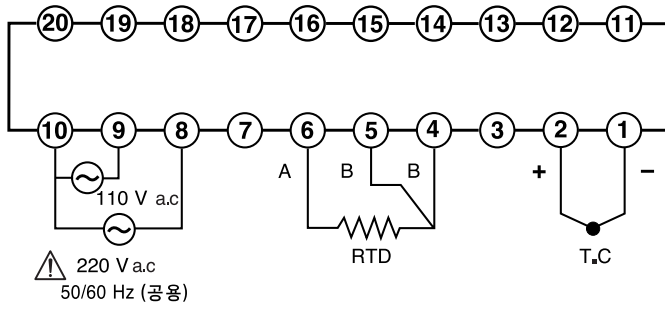 20 19 18 17 16 15 14 13 12 11
10 9 8 7 6 5 4 3 2 1
A B B + −
110 V a.c
RTD T.C
220 V a.c
50/60 Hz (공용)